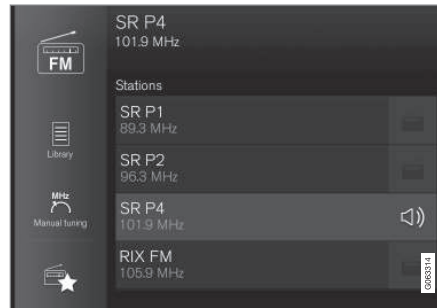 SR P4
101.9 MHz
FM
Stations
SR P1
89.3 MHz
Library
SR P2
96.3 MHz
MHz
Manual tuning
SR P4
101.9 MHz
RIX FM
105.9 MHz
G063314